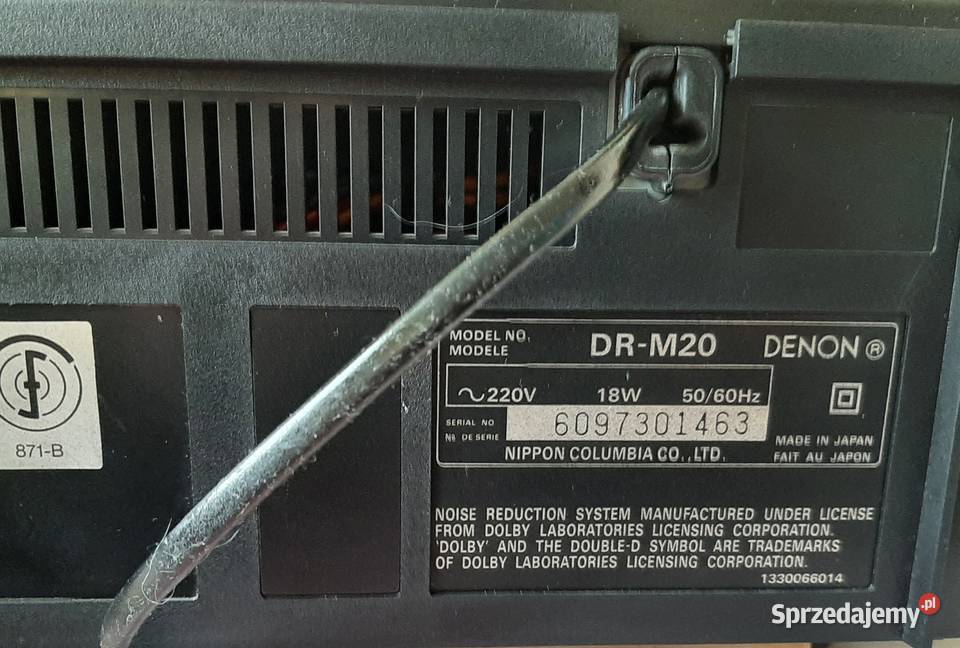 871-B
MODEL NO.
MODELE
DR-M20
DENON®
~220V 18W 50/60Hz
SERIAL NO
Nº DE SERIE
6097301463
MADE IN JAPAN
FAIT AU JAPON
NIPPON COLUMBIA CO.,LTD.
NOISE REDUCTION SYSTEM MANUFACTURED UNDER LICENSE
FROM DOLBY LABORATORIES LICENSING CORPORATION.
'DOLBY' AND THE DOUBLE-D SYMBOL ARE TRADEMARKS
OF DOLBY LABORATORIES LICENSING CORPORATION.
1330066014
Sprzedajemy.pl